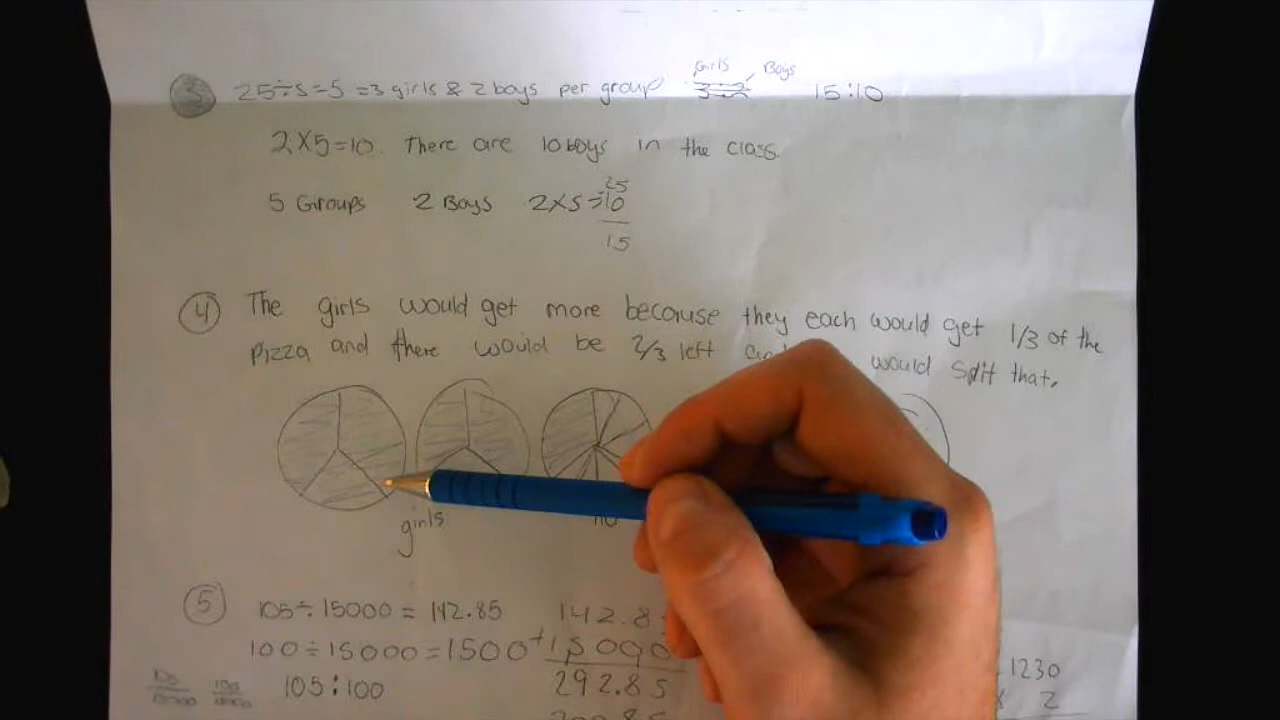 3 25÷5=5 =3 girls & 2 boys per group Girls Boys 15:10
2x5=10. There are 10 boys in the class.
5 Groups 2 Boys 2x5=10
25
15
4 The girls would get more because they each would get 1/3 of the
pizza and there would be 2/3 left would split that.
girls
5 105÷15000 = 142.85 142.8
100÷15000=1500 + 15000
105:100 292.85
1230
x 2